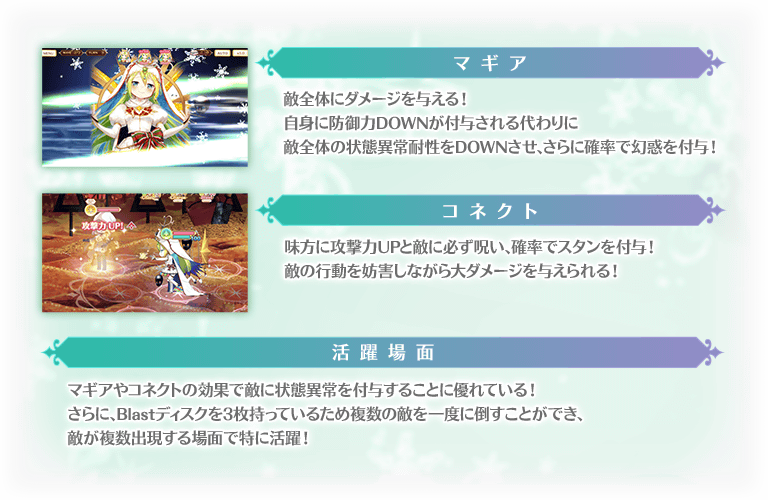 マギア
敵全体にダメージを与える!
自身に防御力DOWNが付与される代わりに
敵全体の状態異常耐性をDOWNさせ、さらに確率で幻惑を付与!
攻撃力UP!
コネクト
味方に攻撃力UPと敵に必ず呪い、確率でスタンを付与!
敵の行動を妨害しながら大ダメージを与えられる!
活躍場面
マギアやコネクトの効果で敵に状態異常を付与することに優れている!
さらに、Blastディスクを3枚持っているため複数の敵を一度に倒すことができ、
敵が複数出現する場面で特に活躍!